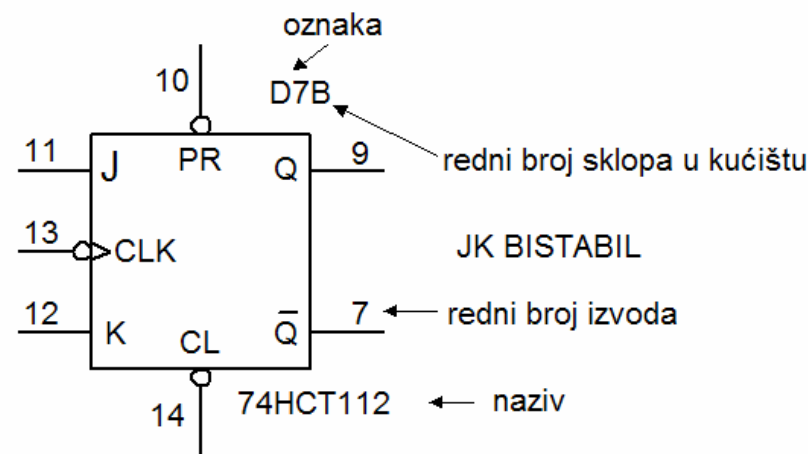 oznaka
10
D7B
11
J
PR
Q
9
redni broj sklopa u kućištu
13
CLK
JK BISTABIL
12
K
CL
Q̅
7
redni broj izvoda
14
74HCT112
naziv